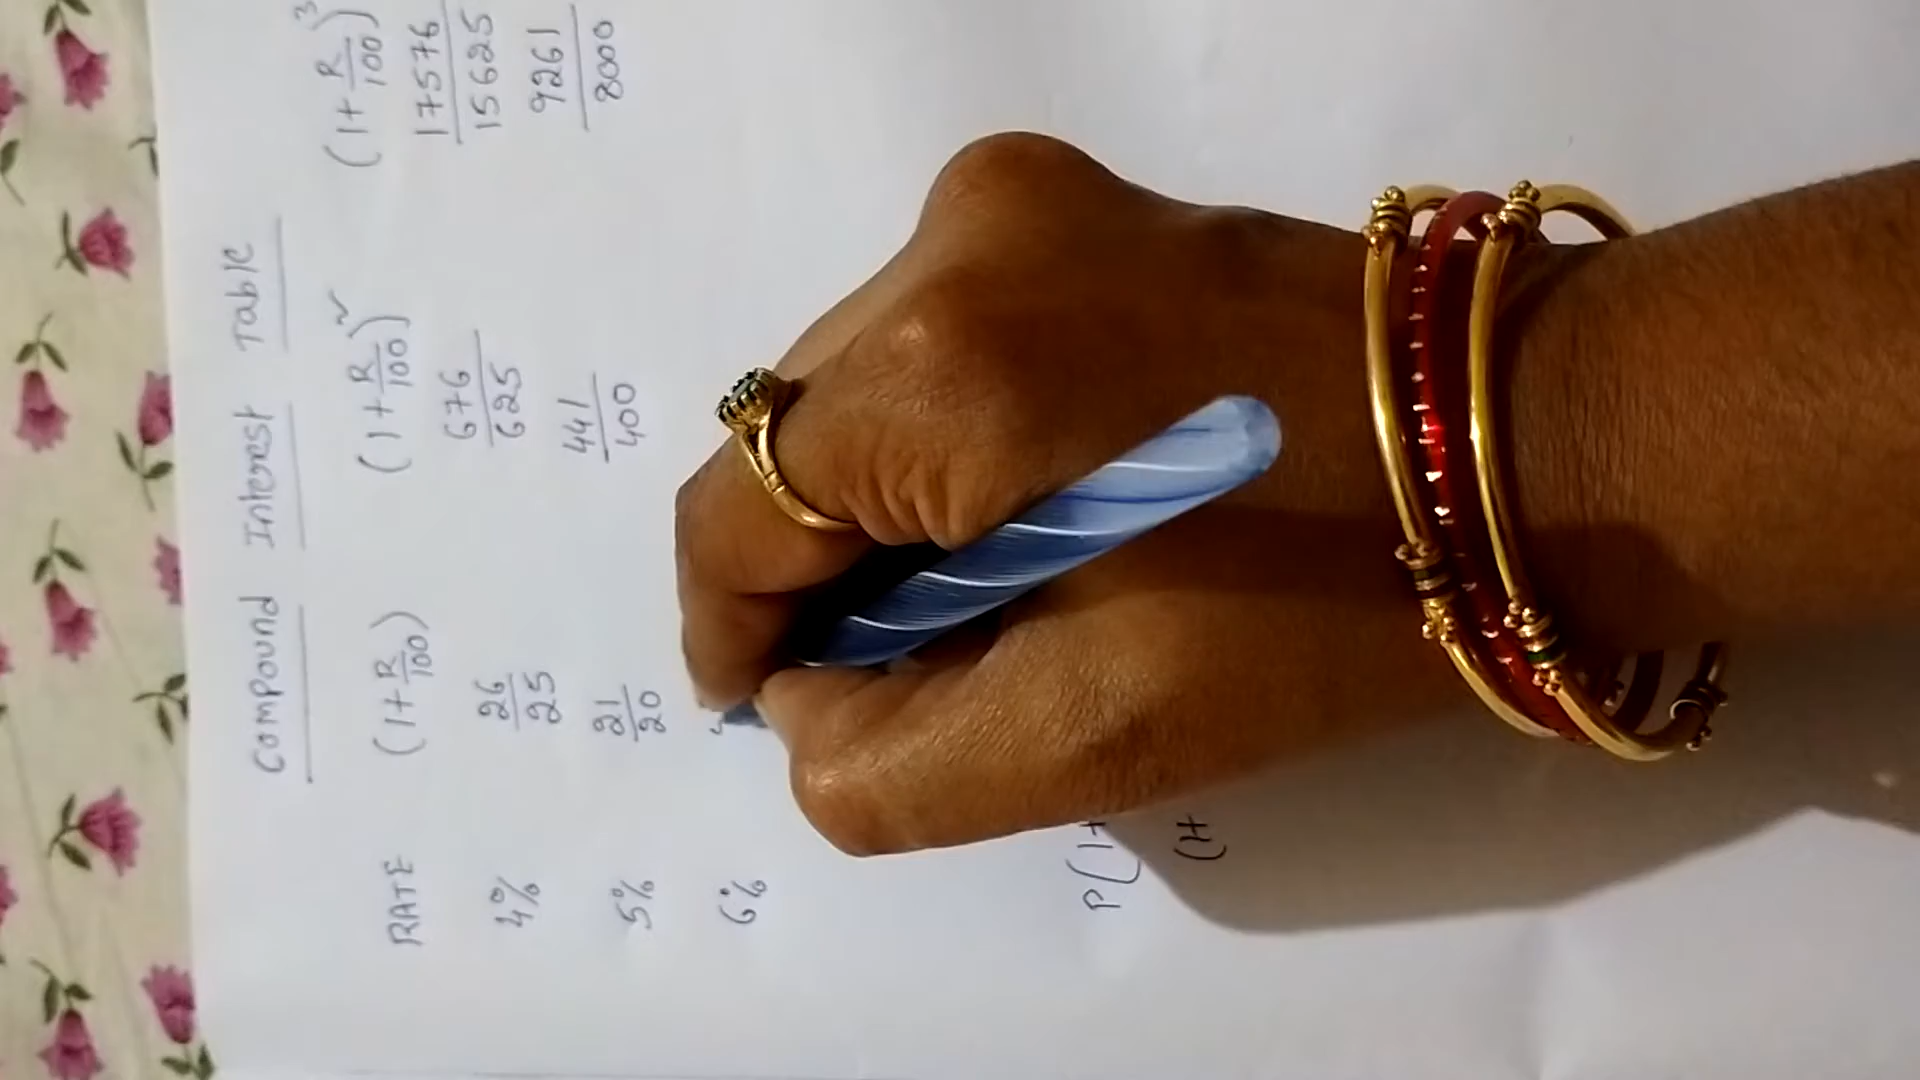 Compound Interest Table
RATE (1+R/100) (1+R/100)² (1+R/100)³
4% 26/25 676/625 17576/15625
5% 21/20 441/400 9261/8000
6%
P(1+
(1+